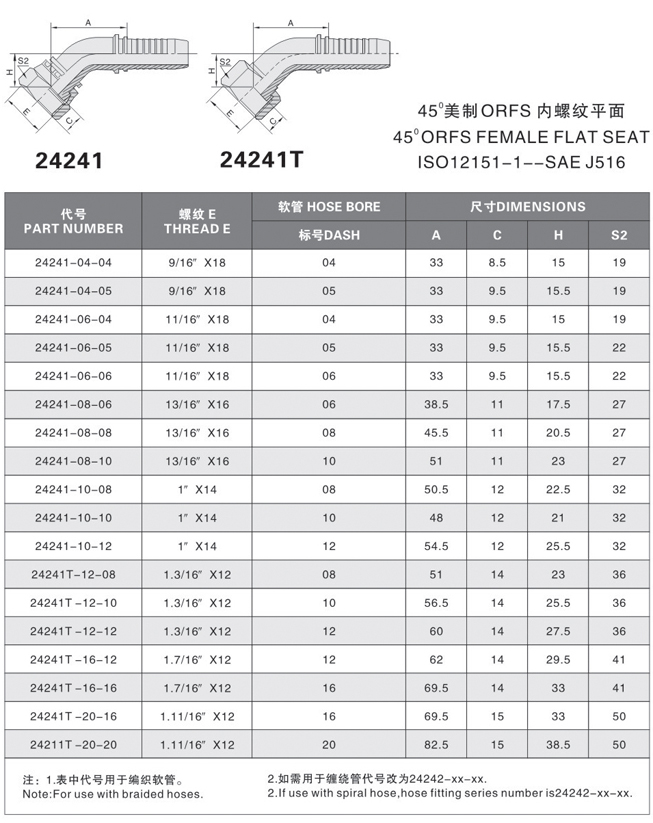 A A
S2 S2
H H
E C E C
24241 24241T
45⁰美制ORFS 内螺纹平面
45⁰ORFS FEMALE FLAT SEAT
ISO12151-1--SAE J516
代号 螺纹 E 软管 HOSE BORE 尺寸DIMENSIONS
PART NUMBER THREAD E 标号DASH A C H S2
24241-04-04 9/16″ X18 04 33 8.5 15 19
24241-04-05 9/16″ X18 05 33 9.5 15.5 19
24241-06-04 11/16″ X18 04 33 9.5 15 19
24241-06-05 11/16″ X18 05 33 9.5 15.5 22
24241-06-06 11/16″ X18 06 33 9.5 15.5 22
24241-08-06 13/16″ X16 06 38.5 11 17.5 27
24241-08-08 13/16″ X16 08 45.5 11 20.5 27
24241-08-10 13/16″ X16 10 51 11 23 27
24241-10-08 1″ X14 08 50.5 12 22.5 32
24241-10-10 1″ X14 10 48 12 21 32
24241-10-12 1″ X14 12 54.5 12 25.5 32
24241T-12-08 1.3/16″ X12 08 51 14 23 36
24241T-12-10 1.3/16″ X12 10 56.5 14 25.5 36
24241T-12-12 1.3/16″ X12 12 60 14 27.5 36
24241T-16-12 1.7/16″ X12 12 62 14 29.5 41
24241T-16-16 1.7/16″ X12 16 69.5 14 33 41
24241T-20-16 1.11/16″ X12 16 69.5 15 33 50
24211T-20-20 1.11/16″ X12 20 82.5 15 38.5 50
注：1.表中代号用于编织软管。 2.如需用于缠绕管代号改为24242-xx-xx.
Note:For use with braided hoses. 2.If use with spiral hose,hose fitting series number is24242-xx-xx.